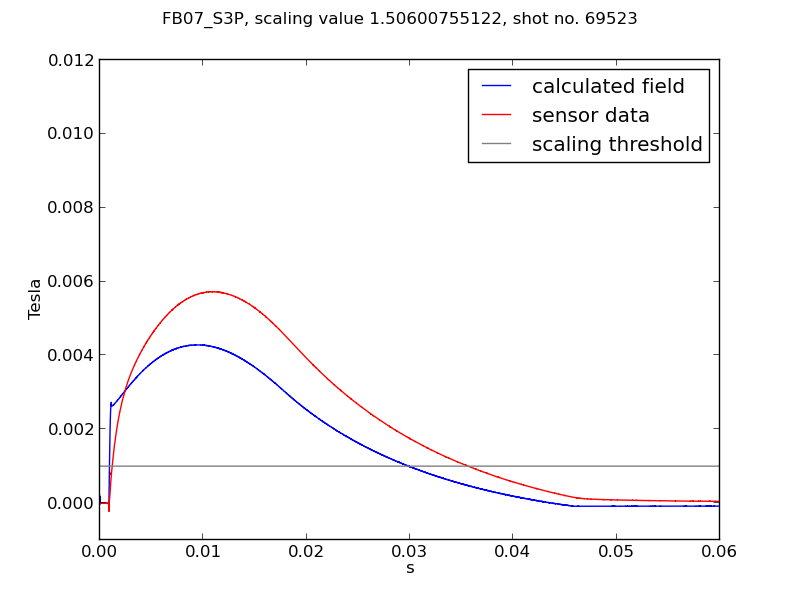 FB07_S3P, scaling value 1.50600755122, shot no. 69523
0.012
0.010
0.008
0.006
0.004
0.002
0.000
Tesla
calculated field
sensor data
scaling threshold
0.00 0.01 0.02 0.03 0.04 0.05 0.06
s